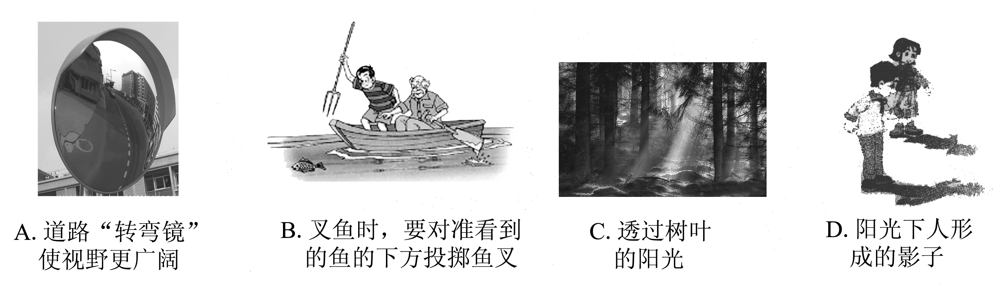 A. 道路“转弯镜”
使视野更广阔
B. 叉鱼时，要对准看到
的鱼的下方投掷鱼叉
C. 透过树叶
的阳光
D. 阳光下人形
成的影子